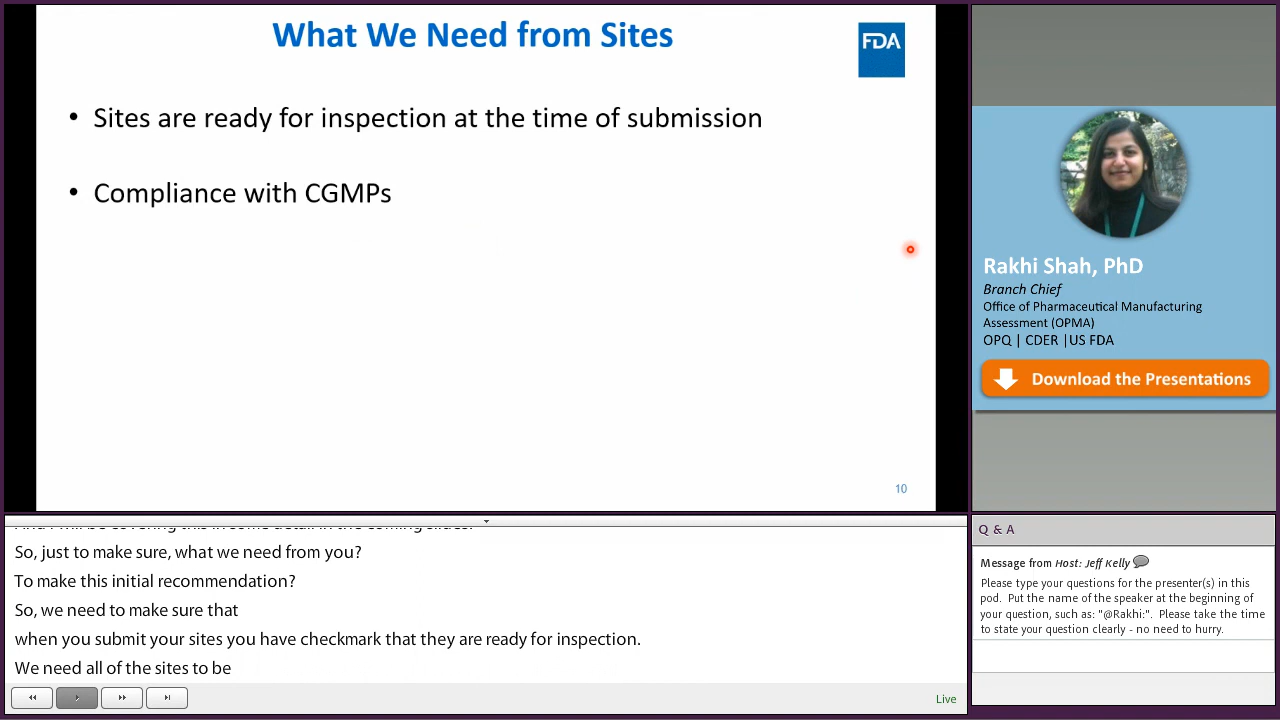 What We Need from Sites
FDA
• Sites are ready for inspection at the time of submission
• Compliance with CGMPs
10
Rakhi Shah, PhD
Branch Chief
Office of Pharmaceutical Manufacturing
Assessment (OPMA)
OPQ | CDER |US FDA
Download the Presentations
So, just to make sure, what we need from you?
To make this initial recommendation?
So, we need to make sure that
when you submit your sites you have checkmark that they are ready for inspection.
We need all of the sites to be
Live
Q & A
Message from Host: Jeff Kelly
Please type your questions for the presenter(s) in this
pod. Put the name of the speaker at the beginning of
your question, such as: "@Rakhi:". Please take the time
to state your question clearly - no need to hurry.